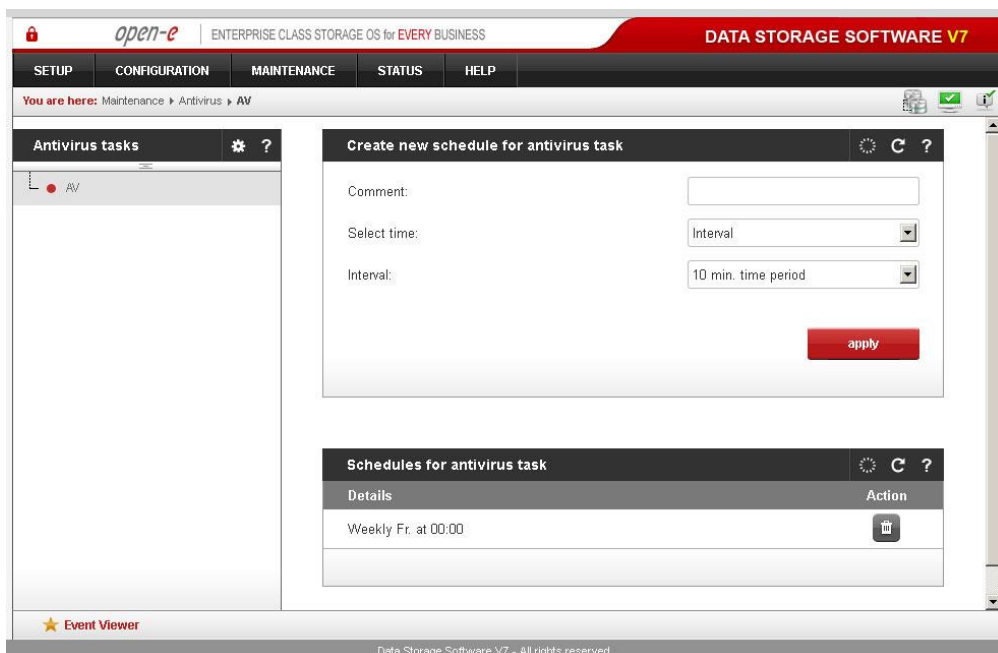 open-e ENTERPRISE CLASS STORAGE OS for EVERY BUSINESS DATA STORAGE SOFTWARE V7
SETUP CONFIGURATION MAINTENANCE STATUS HELP
You are here: Maintenance Antivirus AV
Antivirus tasks ?
AV
Create new schedule for antivirus task ?
Comment:
Select time: Interval
Interval: 10 min. time period
apply
Schedules for antivirus task ?
Details Action
Weekly Fr. at 00:00
Event Viewer
Data Storage Software V7 - All rights reserved